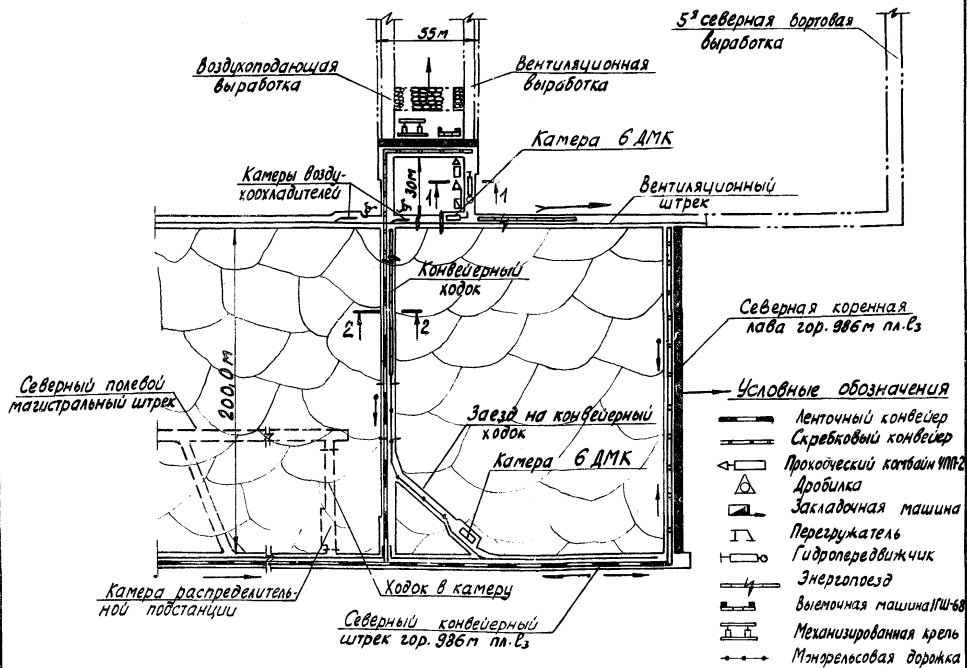 55м
5я северная бортовая
выработка
Воздухоподающая
выработка
Вентиляционная
выработка
Камера 6 ДМК
Камеры возду-
хоохладителей
30м
1
1
Вентиляционный
штрек
Конвейерный
ходок
2
2
200,0 м
Северная коренная
лава гор. 986 м пл. l3
Северный полевой
магистральный штрек
Заезд на конвейерный
ходок
Камера 6 ДМК
Камера распределитель-
ной подстанции
Ходок в камеру
Северный конвейерный
штрек гор. 986 м пл. l3
Условные обозначения
Ленточный конвейер
Скребковый конвейер
Проходческий комбайн 4ПП-2
Дробилка
Закладочная машина
Перегружатель
Гидропередвижчик
Энергопоезд
Выемочная машина 1ГШ-68
Механизированная крепь
Монорельсовая дорожка